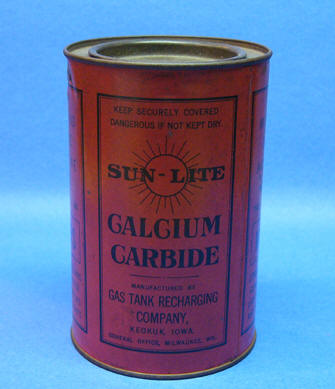 KEEP SECURELY COVERED
DANGEROUS IF NOT KEPT DRY.
SUN-LITE
CALCIUM
CARBIDE
MANUFACTURED BY
GAS TANK RECHARGING
COMPANY,
KEOKUK, IOWA.
GENERAL OFFICE, MILWAUKEE, WIS.